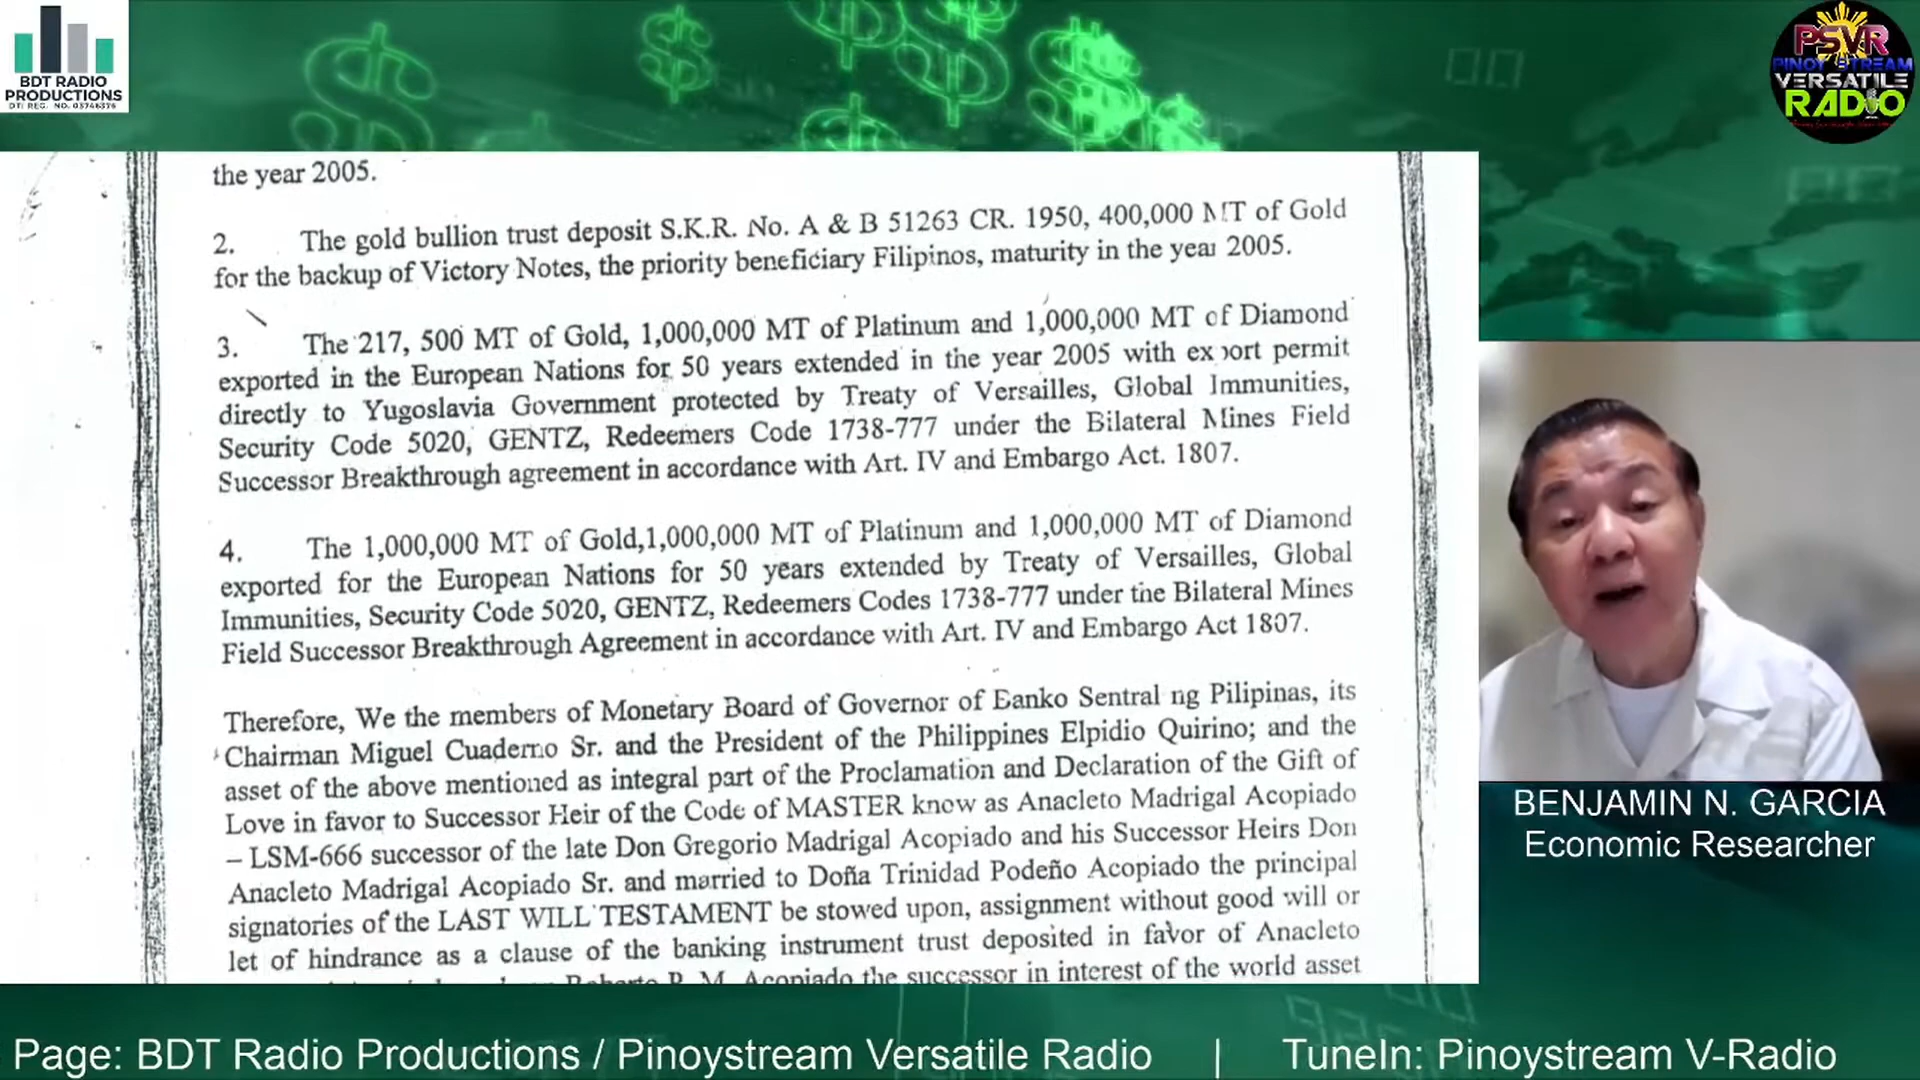 BDT RADIO
PRODUCTIONS
DTI REG. NO. 03746376
PSVR
PINOY STREAM
VERSATILE
RADIO
the year 2005.
2. The gold bullion trust deposit S.K.R. No. A & B 51263 CR. 1950, 400,000 MT of Gold
for the backup of Victory Notes, the priority beneficiary Filipinos, maturity in the year 2005.
3. The 217, 500 MT of Gold, 1,000,000 MT of Platinum and 1,000,000 MT of Diamond
exported in the European Nations for 50 years extended in the year 2005 with export permit
directly to Yugoslavia Government protected by Treaty of Versailles, Global Immunities,
Security Code 5020, GENTZ, Redeemers Code 1738-777 under the Bilateral Mines Field
Successor Breakthrough agreement in accordance with Art. IV and Embargo Act. 1807.
4. The 1,000,000 MT of Gold,1,000,000 MT of Platinum and 1,000,000 MT of Diamond
exported for the European Nations for 50 years extended by Treaty of Versailles, Global
Immunities, Security Code 5020, GENTZ, Redeemers Codes 1738-777 under the Bilateral Mines
Field Successor Breakthrough Agreement in accordance with Art. IV and Embargo Act 1807.
Therefore, We the members of Monetary Board of Governor of Banko Sentral ng Pilipinas, its
Chairman Miguel Cuaderno Sr. and the President of the Philippines Elpidio Quirino; and the
asset of the above mentioned as integral part of the Proclamation and Declaration of the Gift of
Love in favor to Successor Heir of the Code of MASTER know as Anacleto Madrigal Acopiado
– LSM-666 successor of the late Don Gregorio Madrigal Acopiado and his Successor Heirs Don
Anacleto Madrigal Acopiado Sr. and married to Doña Trinidad Podeño Acopiado the principal
signatories of the LAST WILL TESTAMENT be stowed upon, assignment without good will or
let of hindrance as a clause of the banking instrument trust deposited in favor of Anacleto
Roberto P. M. Acopiado the successor in interest of the world asset
BENJAMIN N. GARCIA
Economic Researcher
Page: BDT Radio Productions / Pinoystream Versatile Radio | TuneIn: Pinoystream V-Radio